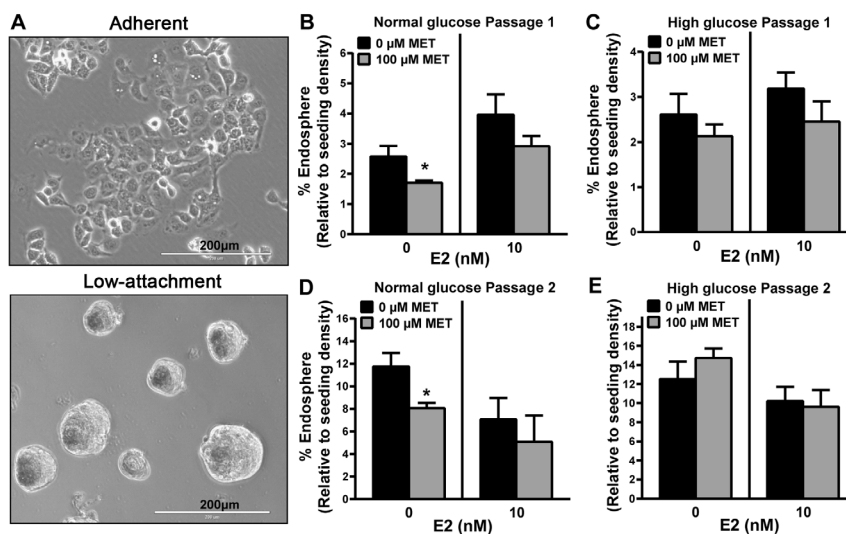 A
Adherent
200µm
Low-attachment
200µm
B
Normal glucose Passage 1
0 µM MET
100 µM MET
% Endosphere
(Relative to seeding density)
6
5
4
3
2
1
0
*
0
10
E2 (nM)
C
High glucose Passage 1
0 µM MET
100 µM MET
% Endosphere
(Relative to seeding density)
4
3
2
1
0
0
10
E2 (nM)
D
Normal glucose Passage 2
0 µM MET
100 µM MET
% Endosphere
(Relative to seeding density)
16
14
12
10
8
6
4
2
0
*
0
10
E2 (nM)
E
High glucose Passage 2
0 µM MET
100 µM MET
% Endosphere
(Relative to seeding density)
18
16
14
12
10
8
6
4
2
0
0
10
E2 (nM)